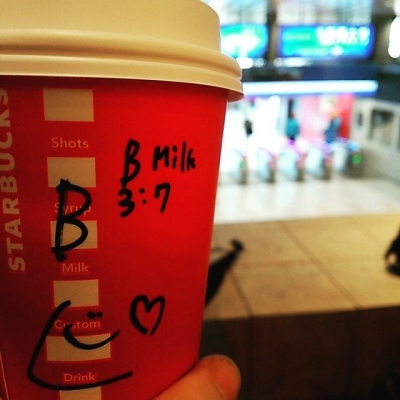 STARBUCKS
Shots
B Milk
3:7
Syrup
B
Milk
Custom
Drink